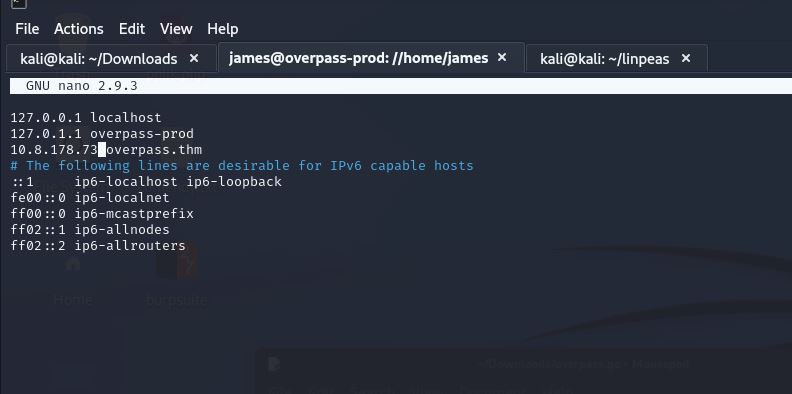 File Actions Edit View Help
kali@kali: ~/Downloads × james@overpass-prod: //home/james × kali@kali: ~/linpeas ×
GNU nano 2.9.3
127.0.0.1 localhost
127.0.1.1 overpass-prod
10.8.178.73 overpass.thm
# The following lines are desirable for IPv6 capable hosts
::1     ip6-localhost ip6-loopback
fe00::0 ip6-localnet
ff00::0 ip6-mcastprefix
ff02::1 ip6-allnodes
ff02::2 ip6-allrouters
Home burpsuite
~/Downloads/overpass.go - Mousepad